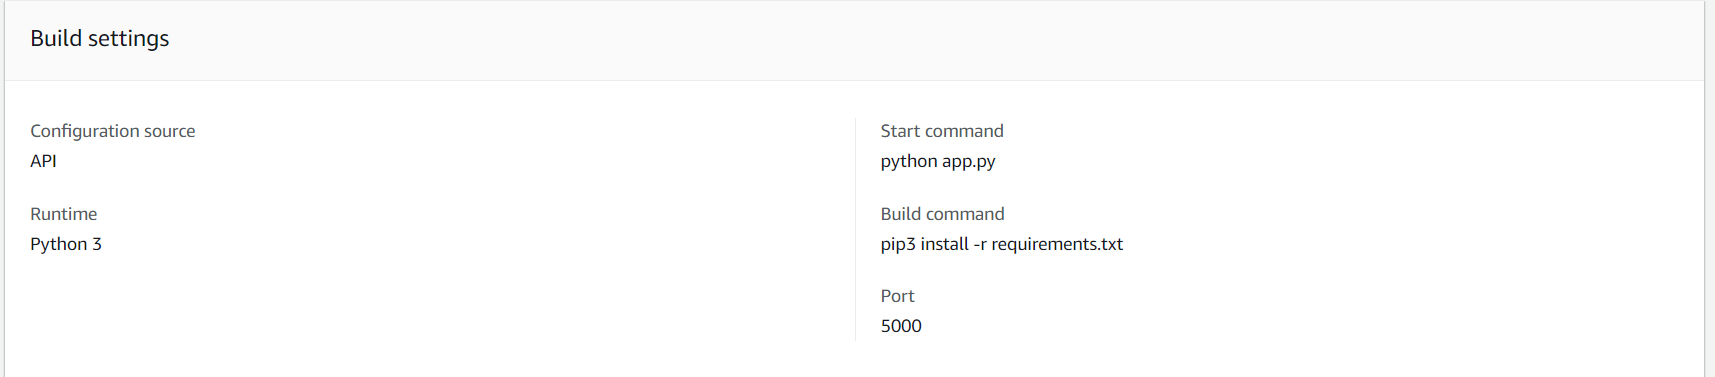 Build settings
Configuration source
API
Runtime
Python 3
Start command
python app.py
Build command
pip3 install -r requirements.txt
Port
5000